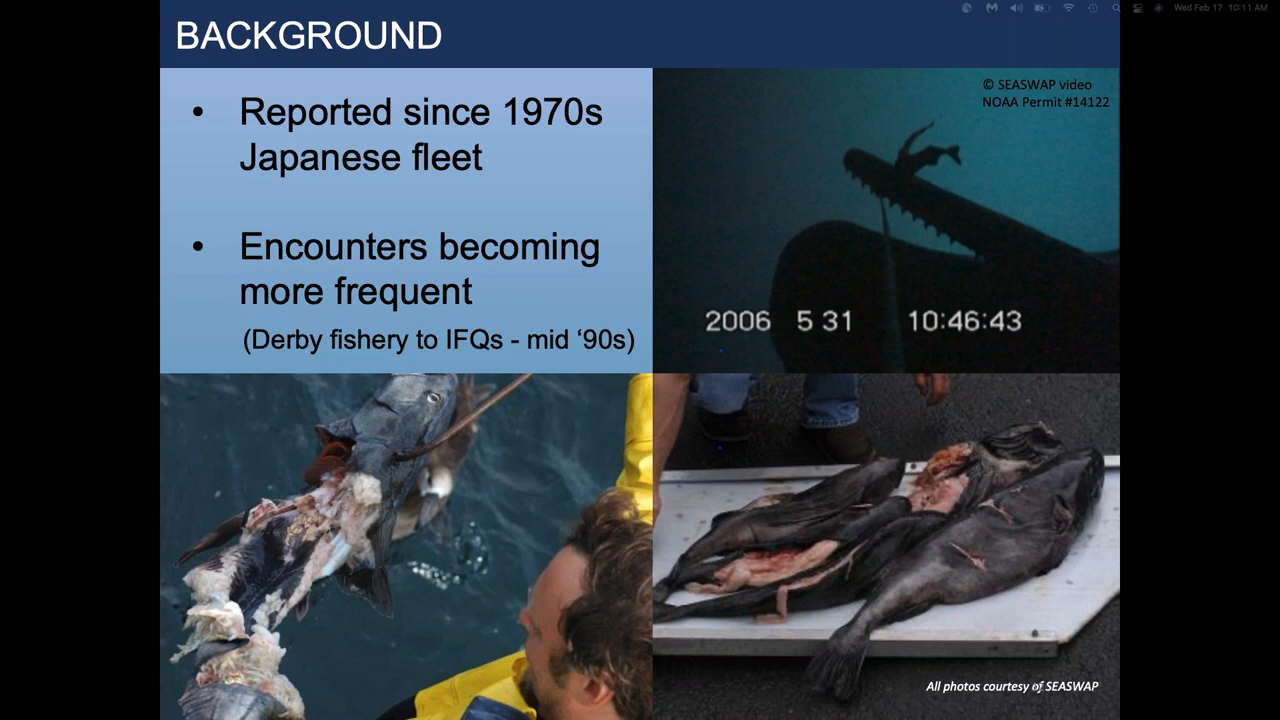 Wed Feb 17 10:11 AM
BACKGROUND
• Reported since 1970s
Japanese fleet
• Encounters becoming
more frequent
(Derby fishery to IFQs - mid ‘90s)
© SEASWAP video
NOAA Permit #14122
2006 5 31 10:46:43
All photos courtesy of SEASWAP